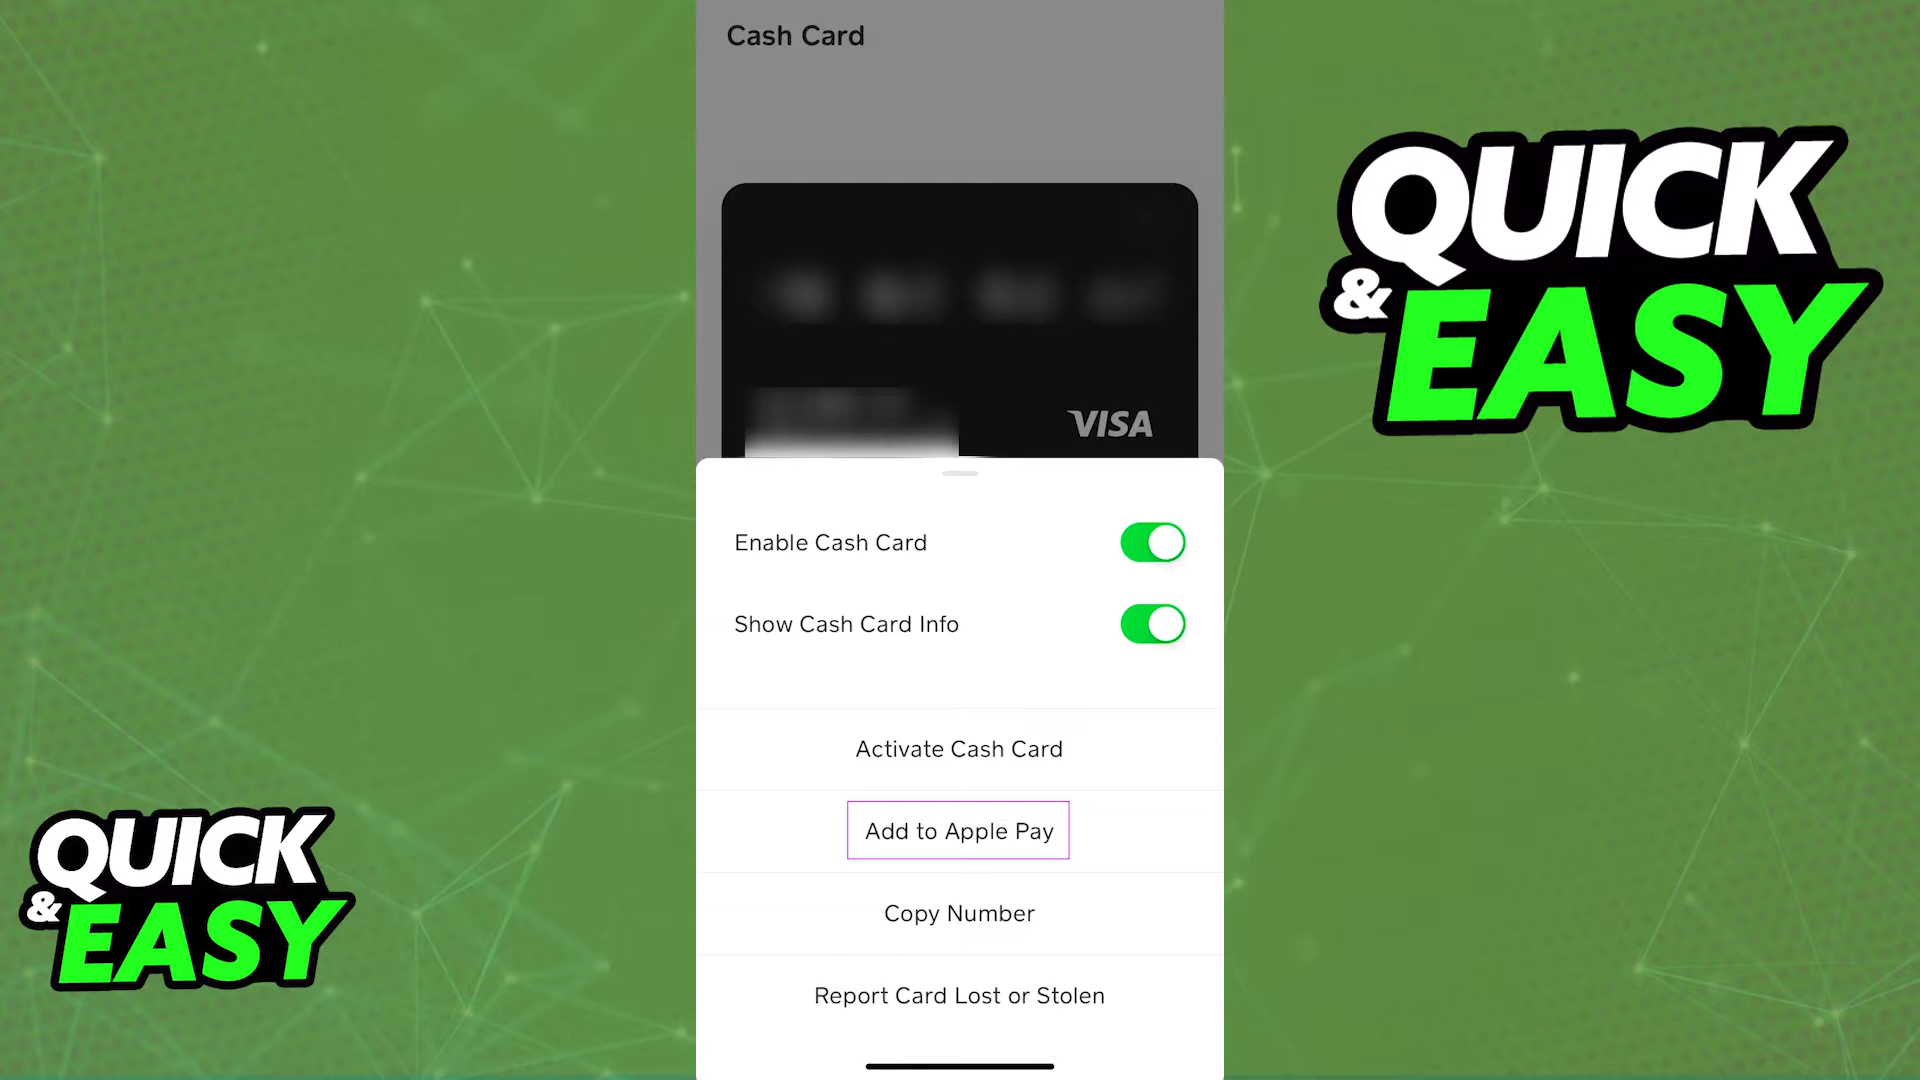 Cash Card
VISA
Enable Cash Card
Show Cash Card Info
Activate Cash Card
Add to Apple Pay
Copy Number
Report Card Lost or Stolen
QUICK
& EASY
QUICK
& EASY